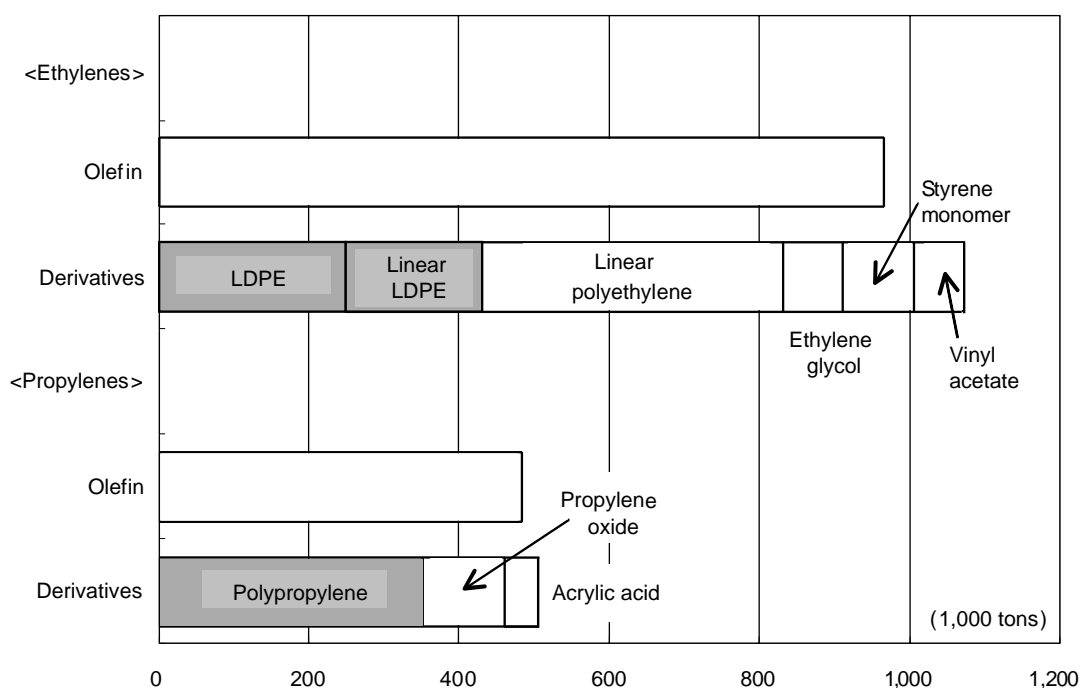 <Ethylenes>
Olefin
Styrene
monomer
Derivatives
LDPE
Linear
LDPE
Linear
polyethylene
Ethylene
glycol
Vinyl
acetate
<Propylenes>
Olefin
Propylene
oxide
Derivatives
Polypropylene
Acrylic acid
(1,000 tons)
0 200 400 600 800 1,000 1,200